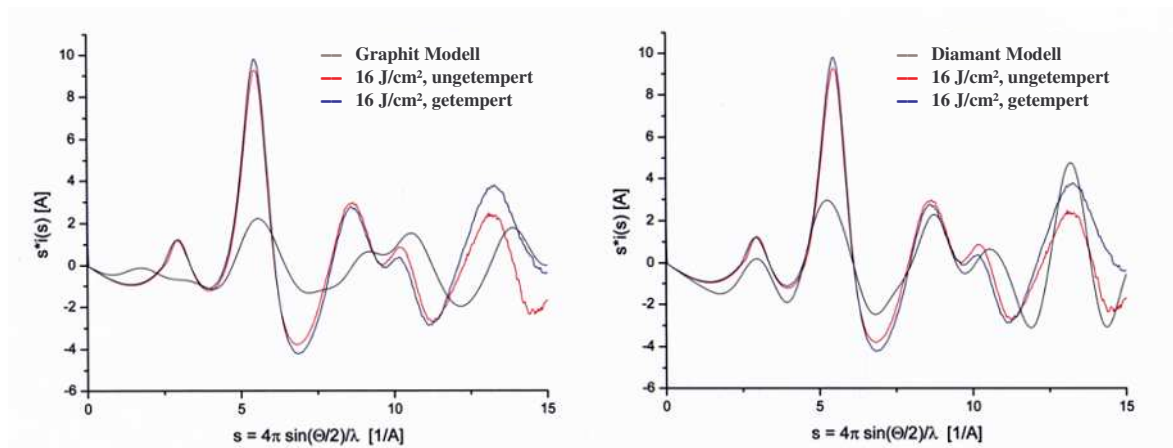 10
8
6
4
2
0
-2
-4
-6
s*i(s) [A]
Graphit Modell
16 J/cm², ungetempert
16 J/cm², getempert
0
5
10
15
s = 4π sin(Θ/2)/λ [1/A]
10
8
6
4
2
0
-2
-4
-6
s*i(s) [A]
Diamant Modell
16 J/cm², ungetempert
16 J/cm², getempert
0
5
10
15
s = 4π sin(Θ/2)/λ [1/A]